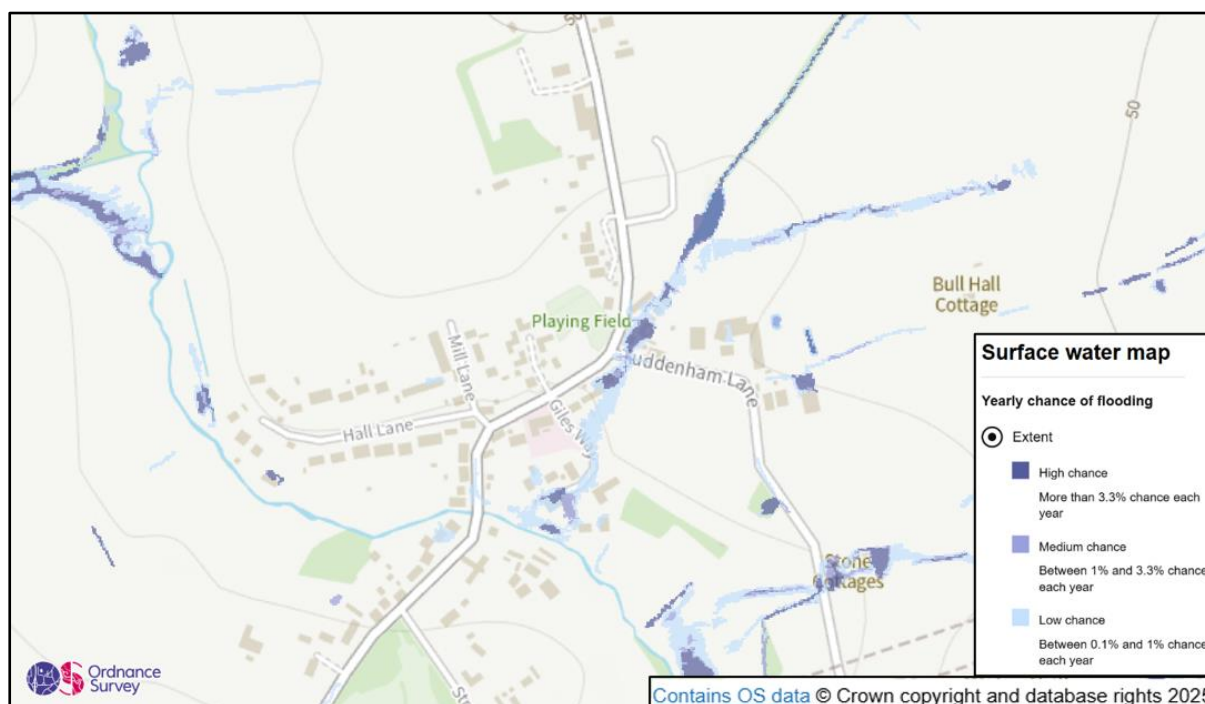 50
Bull Hall
Cottage
Playing Field
uddenham Lane
Mill Lane
Giles Way
Hall Lane
Stone
Cottages
Surface water map
Yearly chance of flooding
Extent
High chance
More than 3.3% chance each
year
Medium chance
Between 1% and 3.3% chance
each year
Low chance
Between 0.1% and 1% chance
each year
OS Ordnance
Survey
Contains OS data © Crown copyright and database rights 2025